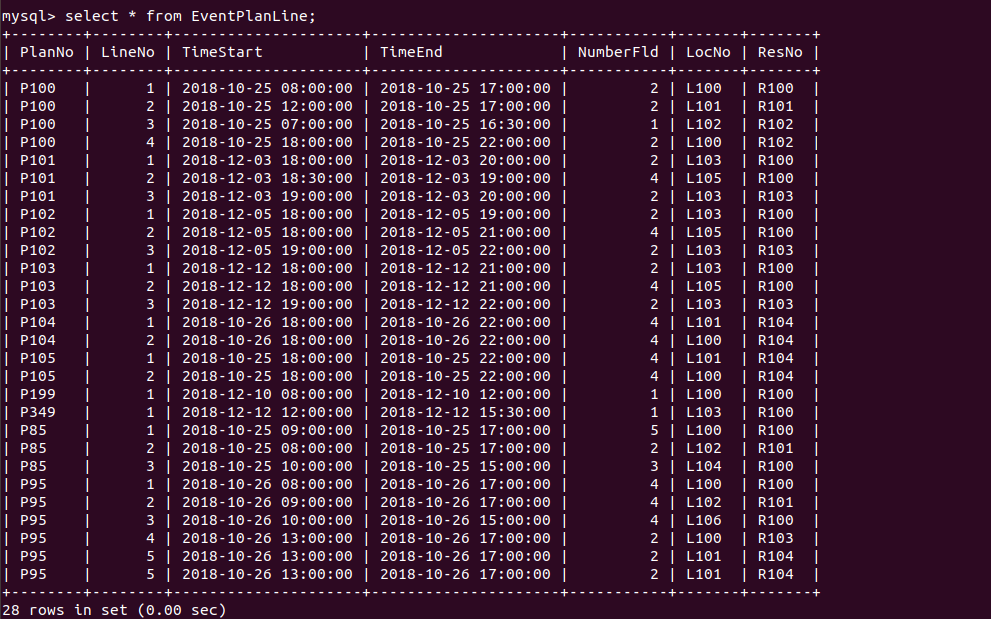 mysql> select * from EventPlanLine;
+--------+--------+---------------------+---------------------+-----------+-------+-------+
| PlanNo | LineNo | TimeStart           | TimeEnd             | NumberFld | LocNo | ResNo |
+--------+--------+---------------------+---------------------+-----------+-------+-------+
| P100   |      1 | 2018-10-25 08:00:00 | 2018-10-25 17:00:00 |         2 | L100  | R100  |
| P100   |      2 | 2018-10-25 12:00:00 | 2018-10-25 17:00:00 |         2 | L101  | R101  |
| P100   |      3 | 2018-10-25 07:00:00 | 2018-10-25 16:30:00 |         1 | L102  | R102  |
| P100   |      4 | 2018-10-25 18:00:00 | 2018-10-25 22:00:00 |         2 | L100  | R102  |
| P101   |      1 | 2018-12-03 18:00:00 | 2018-12-03 20:00:00 |         2 | L103  | R100  |
| P101   |      2 | 2018-12-03 18:30:00 | 2018-12-03 19:00:00 |         4 | L105  | R100  |
| P101   |      3 | 2018-12-03 19:00:00 | 2018-12-03 20:00:00 |         2 | L103  | R103  |
| P102   |      1 | 2018-12-05 18:00:00 | 2018-12-05 19:00:00 |         2 | L103  | R100  |
| P102   |      2 | 2018-12-05 18:00:00 | 2018-12-05 21:00:00 |         4 | L105  | R100  |
| P102   |      3 | 2018-12-05 19:00:00 | 2018-12-05 22:00:00 |         2 | L103  | R103  |
| P103   |      1 | 2018-12-12 18:00:00 | 2018-12-12 21:00:00 |         2 | L103  | R100  |
| P103   |      2 | 2018-12-12 18:00:00 | 2018-12-12 21:00:00 |         4 | L105  | R100  |
| P103   |      3 | 2018-12-12 19:00:00 | 2018-12-12 22:00:00 |         2 | L103  | R103  |
| P104   |      1 | 2018-10-26 18:00:00 | 2018-10-26 22:00:00 |         4 | L101  | R104  |
| P104   |      2 | 2018-10-26 18:00:00 | 2018-10-26 22:00:00 |         4 | L100  | R104  |
| P105   |      1 | 2018-10-25 18:00:00 | 2018-10-25 22:00:00 |         4 | L101  | R104  |
| P105   |      2 | 2018-10-25 18:00:00 | 2018-10-25 22:00:00 |         4 | L100  | R104  |
| P199   |      1 | 2018-12-10 08:00:00 | 2018-12-10 12:00:00 |         1 | L100  | R100  |
| P349   |      1 | 2018-12-12 12:00:00 | 2018-12-12 15:30:00 |         1 | L103  | R100  |
| P85    |      1 | 2018-10-25 09:00:00 | 2018-10-25 17:00:00 |         5 | L100  | R100  |
| P85    |      2 | 2018-10-25 08:00:00 | 2018-10-25 17:00:00 |         2 | L102  | R101  |
| P85    |      3 | 2018-10-25 10:00:00 | 2018-10-25 15:00:00 |         3 | L104  | R100  |
| P95    |      1 | 2018-10-26 08:00:00 | 2018-10-26 17:00:00 |         4 | L100  | R100  |
| P95    |      2 | 2018-10-26 09:00:00 | 2018-10-26 17:00:00 |         4 | L102  | R101  |
| P95    |      3 | 2018-10-26 10:00:00 | 2018-10-26 15:00:00 |         4 | L106  | R100  |
| P95    |      4 | 2018-10-26 13:00:00 | 2018-10-26 17:00:00 |         2 | L100  | R103  |
| P95    |      5 | 2018-10-26 13:00:00 | 2018-10-26 17:00:00 |         2 | L101  | R104  |
| P95    |      5 | 2018-10-26 13:00:00 | 2018-10-26 17:00:00 |         2 | L101  | R104  |
+--------+--------+---------------------+---------------------+-----------+-------+-------+
28 rows in set (0.00 sec)